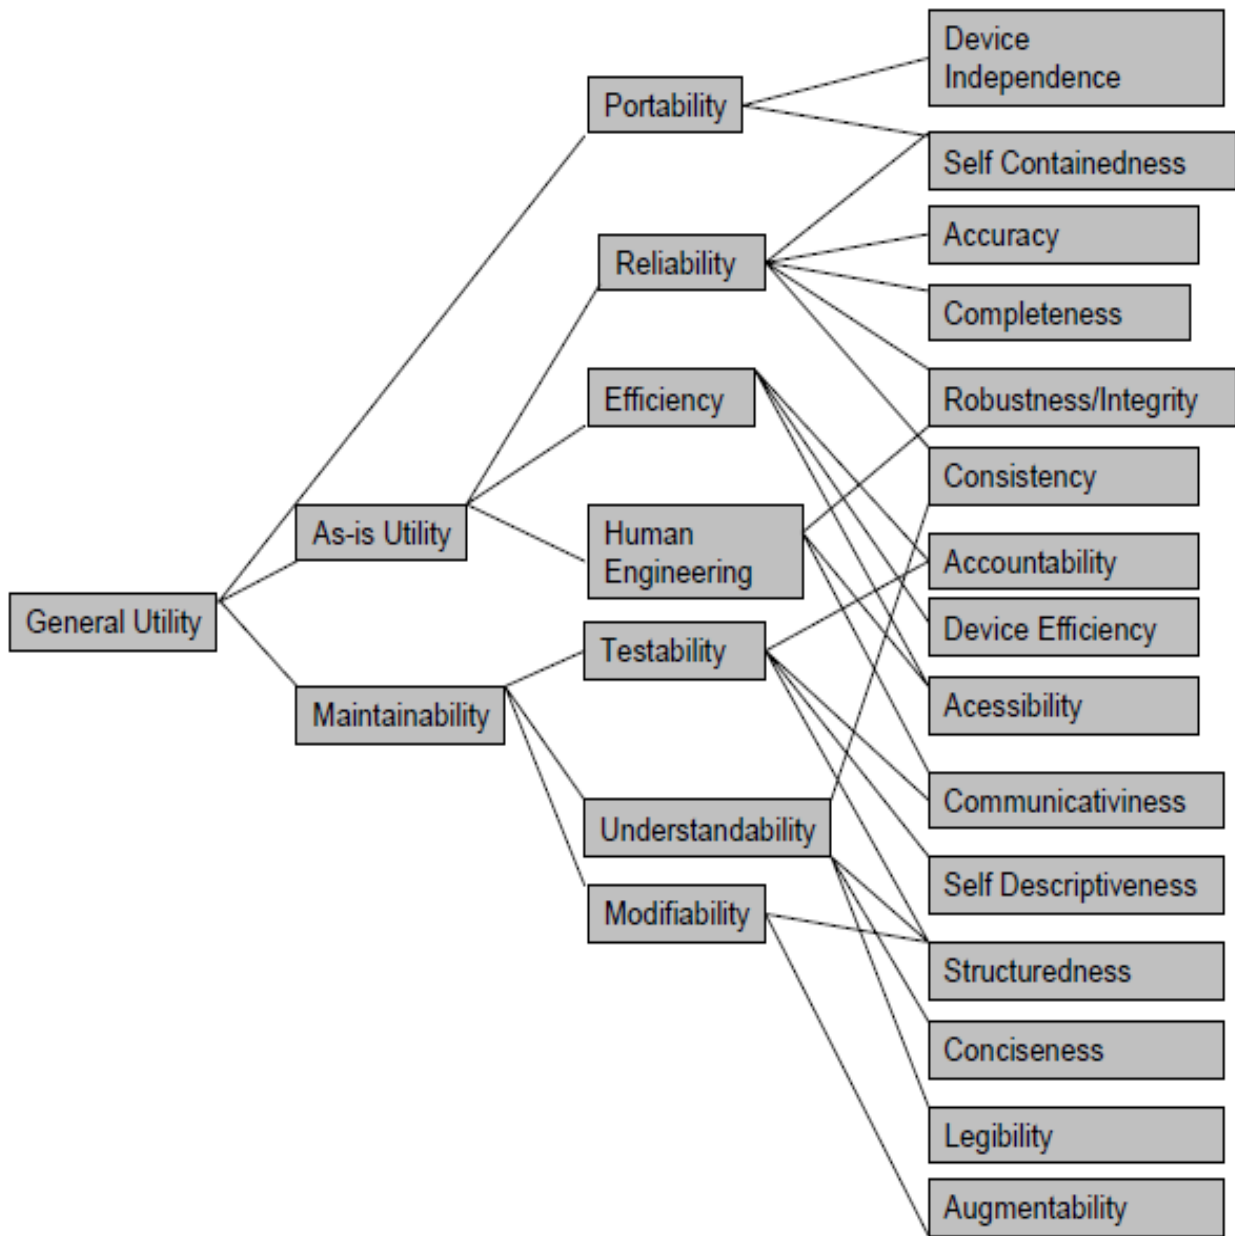 General Utility
As-is Utility
Maintainability
Portability
Reliability
Efficiency
Human
Engineering
Testability
Understandability
Modifiability
Device
Independence
Self Containedness
Accuracy
Completeness
Robustness/Integrity
Consistency
Accountability
Device Efficiency
Acessibility
Communicativiness
Self Descriptiveness
Structuredness
Conciseness
Legibility
Augmentability